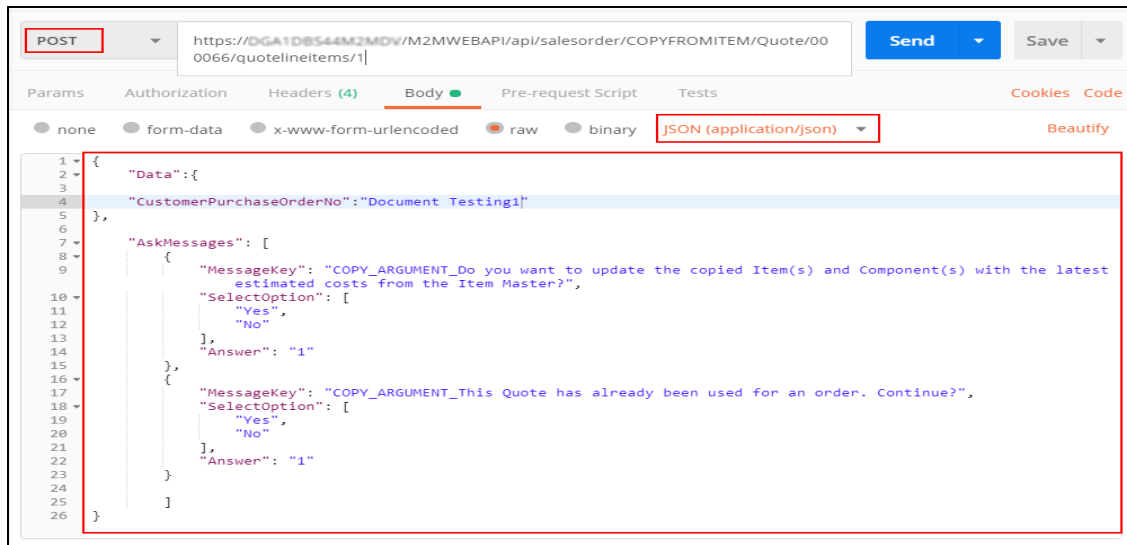 POST
https:///M2MWEBAPI/api/salesorder/COPYFROMITEM/Quote/00
0066/quotelineitems/1
Send
Save
Params Authorization Headers (4) Body Pre-request Script Tests Cookies Code
none form-data x-www-form-urlencoded raw binary JSON (application/json) Beautify
1 {
2 "Data":{
3
4 "CustomerPurchaseOrderNo":"Document Testing1"
5 },
6
7 "AskMessages": [
8 {
9 "MessageKey": "COPY_ARGUMENT_Do you want to update the copied Item(s) and Component(s) with the latest
estimated costs from the Item Master?",
10 "SelectOption": [
11 "Yes",
12 "No"
13 ],
14 "Answer": "1"
15 },
16 {
17 "MessageKey": "COPY_ARGUMENT_This Quote has already been used for an order. Continue?",
18 "SelectOption": [
19 "Yes",
20 "No"
21 ],
22 "Answer": "1"
23 }
24
25 ]
26 }